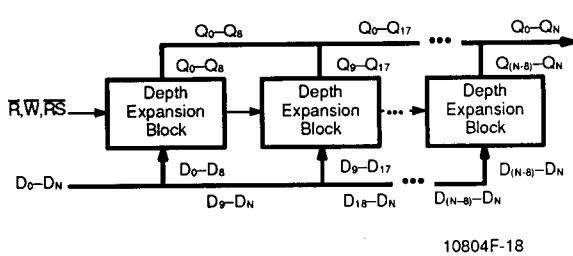 Q₀–Q₈ Q₀–Q₁₇ ••• Q₀–Qₙ
Q₀–Q₈ Q₉–Q₁₇ Q₍ₙ₋₈₎–Qₙ
R̅,W̅,R̅S̅
Depth Expansion Block
Depth Expansion Block
•••
Depth Expansion Block
D₀–D₈ D₉–D₁₇ D₍ₙ₋₈₎–Dₙ
D₀–Dₙ •••
D₉–Dₙ D₁₈–Dₙ D₍ₙ₋₈₎–Dₙ
10804F-18